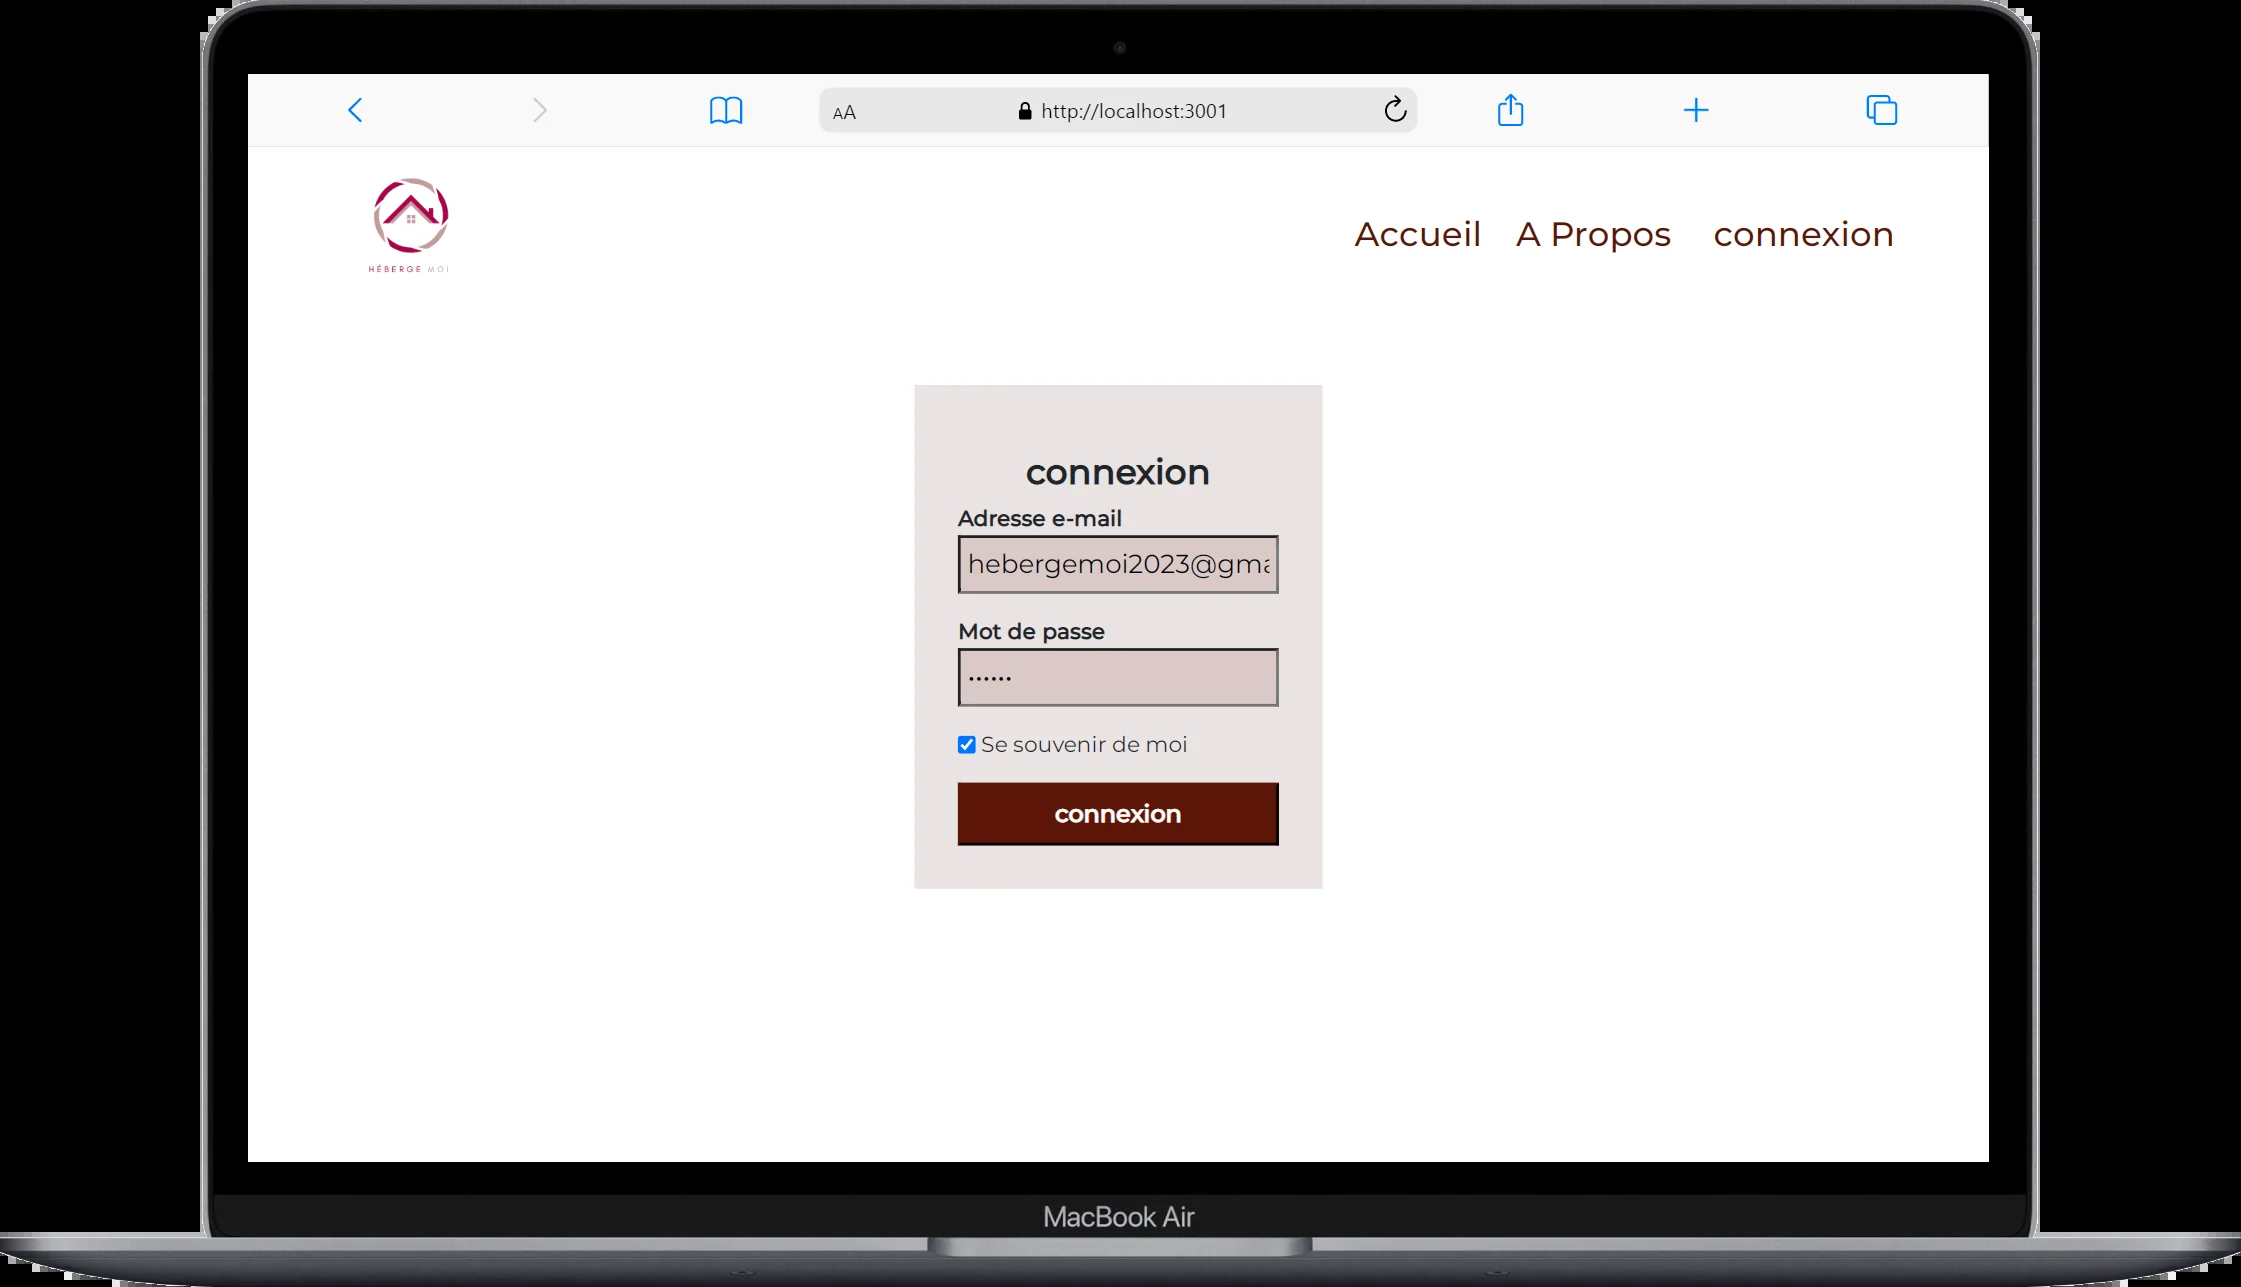 AA http://localhost:3001
HÉBERGE MOI
Accueil A Propos connexion
connexion
Adresse e-mail
hebergemoi2023@gma
Mot de passe
••••••
Se souvenir de moi
connexion
MacBook Air